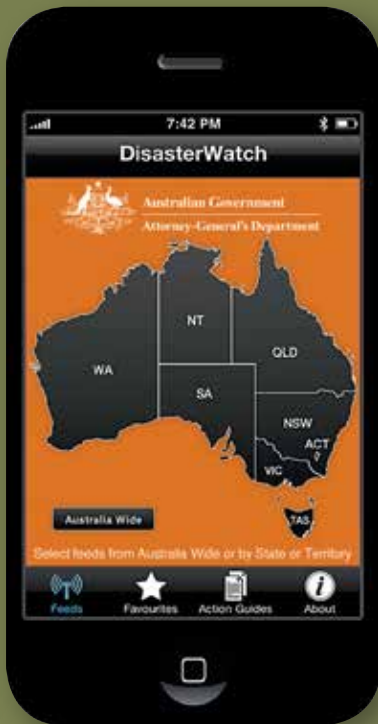 7:42 PM
DisasterWatch
Australian Government
Attorney-General's Department
NT
QLD
WA
SA
NSW
ACT
VIC
TAS
Australia Wide
Select feeds from Australia Wide or by State or Territory
Feeds
Favourites
Action Guides
About